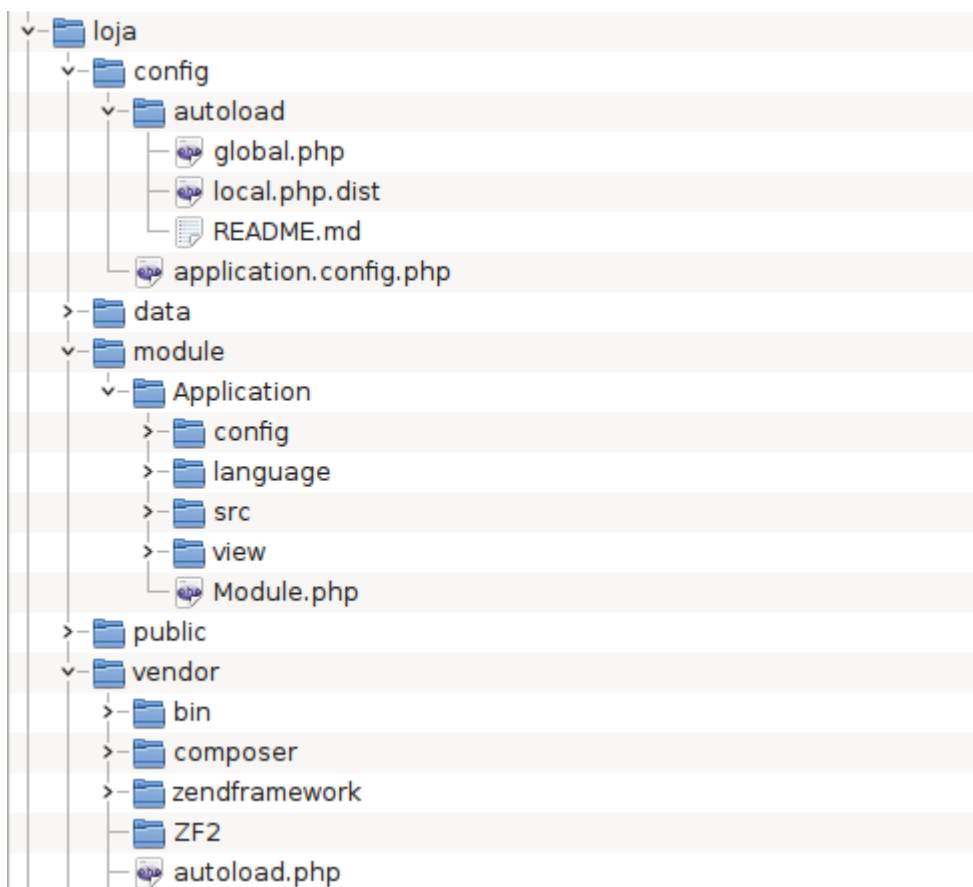 loja
config
autoload
global.php
local.php.dist
README.md
application.config.php
data
module
Application
config
language
src
view
Module.php
public
vendor
bin
composer
zendframework
ZF2
autoload.php